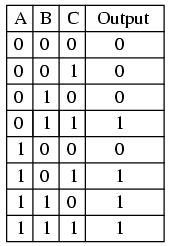 A B C Output
0 0 0 0
0 0 1 0
0 1 0 0
0 1 1 1
1 0 0 0
1 0 1 1
1 1 0 1
1 1 1 1